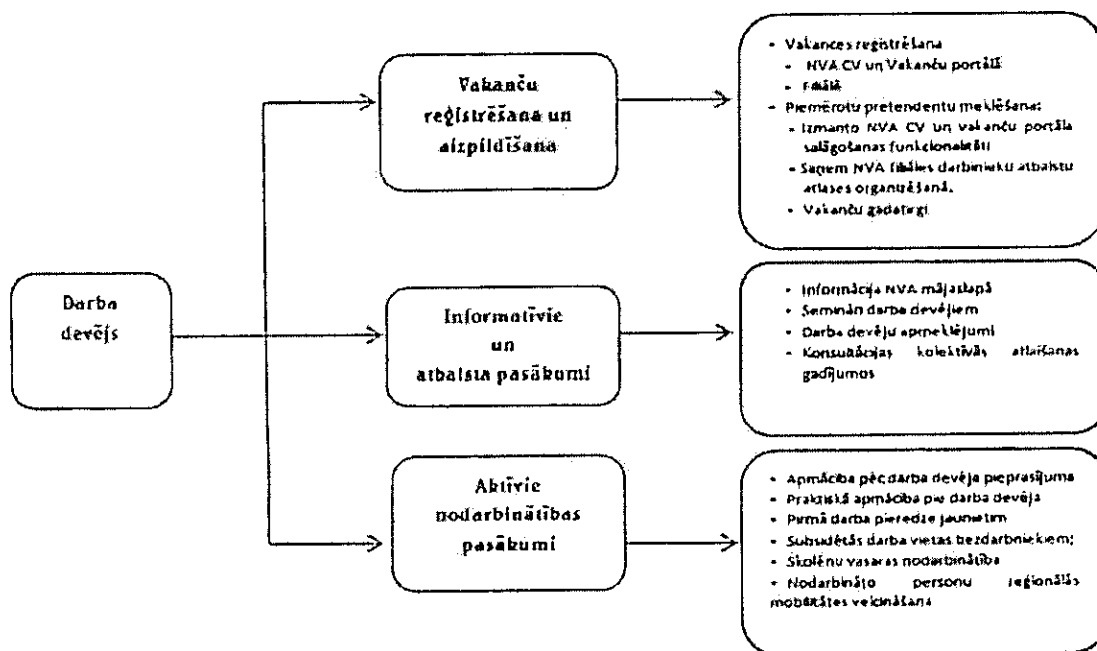 Darba
devējs
Vakanču
reģistrēšana un
aizpildīšana
• Vakances reģistrēšana
• NVA CV un Vakanču portālā
• Filiālē
– Piemērotu pretendentu meklēšana:
• Izmanto NVA CV un vakanču portāla
salāgošanas funkcionalitāti
• Saņem NVA filiāles darbinieku atbalstu
atlases organizēšanā.
• Vakanču gadatirgi
Informatīvie
un
atbalsta pasākumi
• Informācija NVA mājaslapā
• Semināri darba devējiem
• Darba devēju apmeklējumi
• Konsultācijas kolektīvās atlaišanas
gadījumos
Aktīvie
nodarbinātības
pasākumi
• Apmācība pēc darba devēja pieprasījuma
• Praktiskā apmācība pie darba devēja
• Pirmā darba pieredze jaunietim
• Subsidētās darba vietas bezdarbniekiem;
• Skolēnu vasaras nodarbinātība
• Nodarbināto personu reģionālās
mobilitātes veicināšana